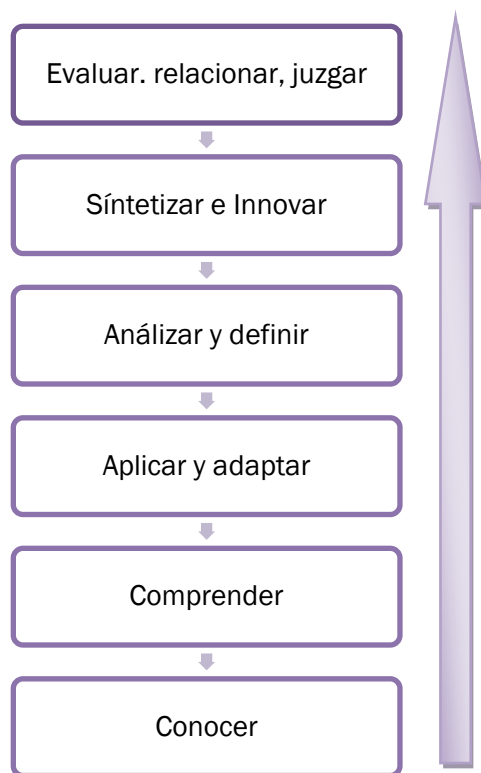 Evaluar. relacionar, juzgar
Síntetizar e Innovar
Análizar y definir
Aplicar y adaptar
Comprender
Conocer